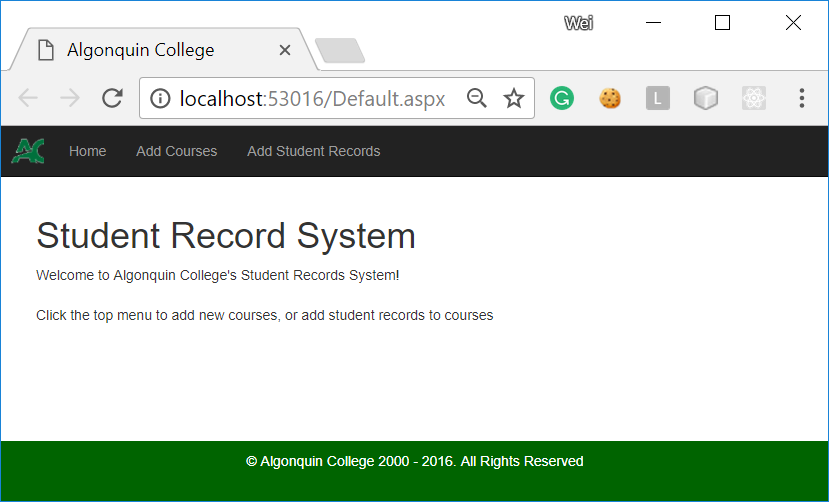 Wei
Algonquin College
localhost:53016/Default.aspx
G
L
AC
Home
Add Courses
Add Student Records
Student Record System
Welcome to Algonquin College's Student Records System!
Click the top menu to add new courses, or add student records to courses
© Algonquin College 2000 - 2016. All Rights Reserved